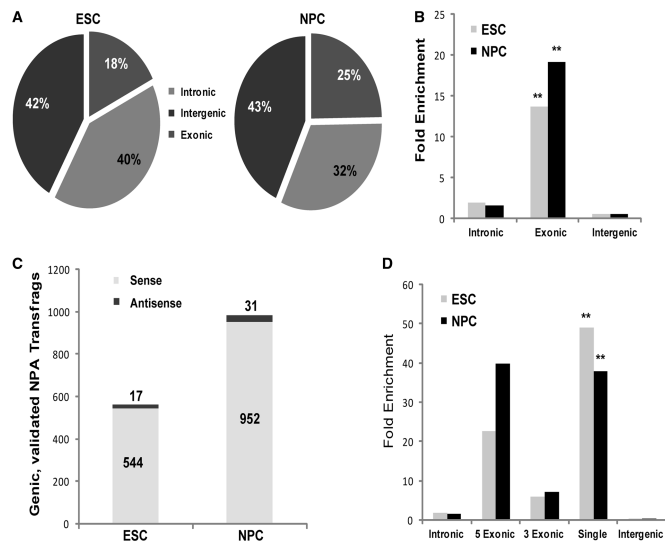 A
ESC
NPC
18%
42%
40%
Intronic
Intergenic
Exonic
25%
43%
32%
B
Fold Enrichment
25
20
15
10
5
0
ESC
NPC
**
**
Intronic
Exonic
Intergenic
C
Genic, validated NPA Transfrags
1200
1000
800
600
400
200
0
Sense
Antisense
17
544
31
952
ESC
NPC
D
Fold Enrichment
60
50
40
30
20
10
0
ESC
NPC
**
**
Intronic
5 Exonic
3 Exonic
Single
Intergenic